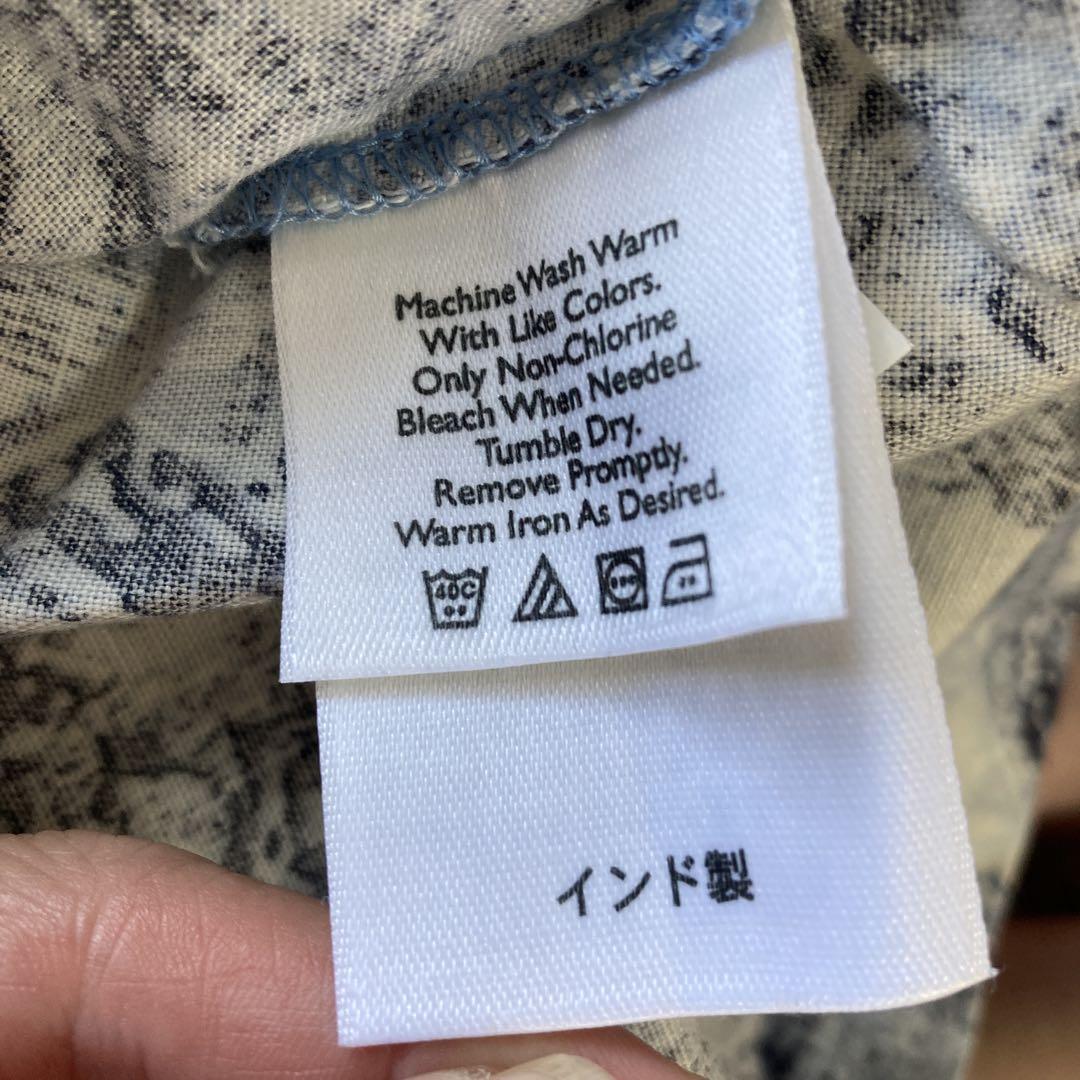 Machine Wash Warm
With Like Colors.
Only Non-Chlorine
Bleach When Needed.
Tumble Dry.
Remove Promptly.
Warm Iron As Desired.
40C
インド製